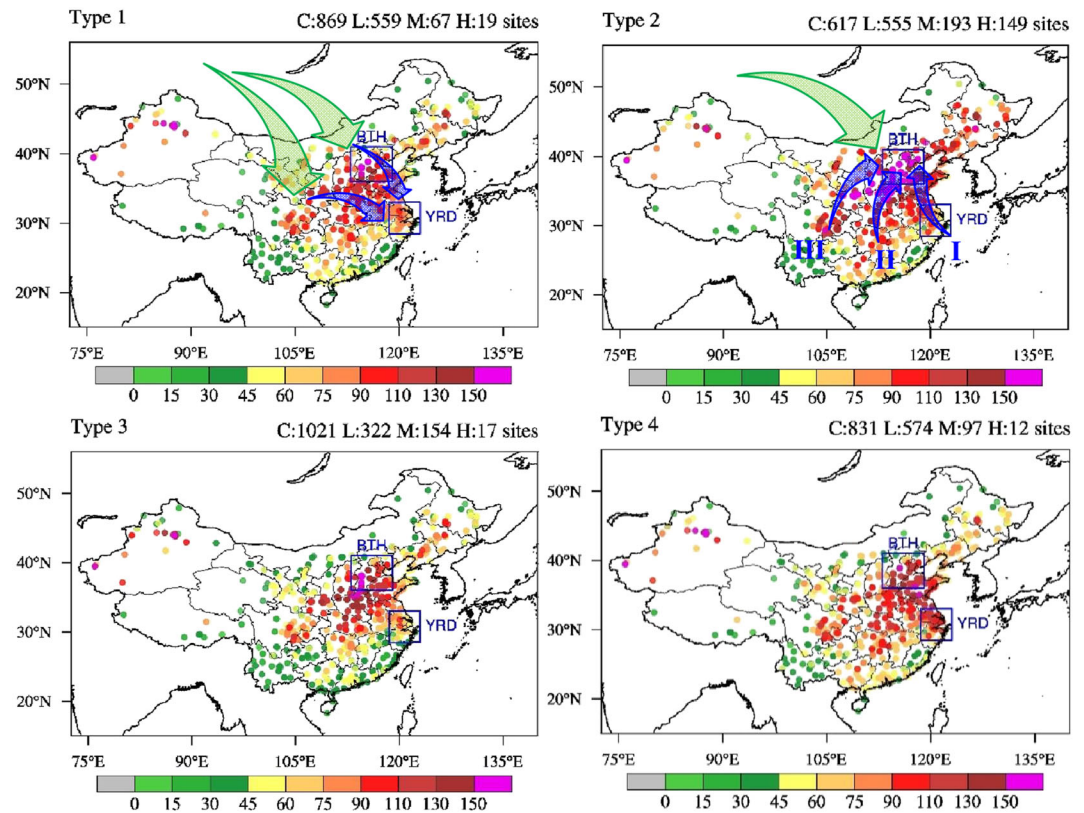 Type 1
C:869 L:559 M:67 H:19 sites
50°N
40°N
30°N
20°N
BTH
YRD
75°E 90°E 105°E 120°E 135°E
0 15 30 45 60 75 90 110 130 150
Type 2
C:617 L:555 M:193 H:149 sites
50°N
40°N
30°N
20°N
BTH
YRD
III II I
75°E 90°E 105°E 120°E 135°E
0 15 30 45 60 75 90 110 130 150
Type 3
C:1021 L:322 M:154 H:17 sites
50°N
40°N
30°N
20°N
BTH
YRD
75°E 90°E 105°E 120°E 135°E
0 15 30 45 60 75 90 110 130 150
Type 4
C:831 L:574 M:97 H:12 sites
50°N
40°N
30°N
20°N
BTH
YRD
75°E 90°E 105°E 120°E 135°E
0 15 30 45 60 75 90 110 130 150